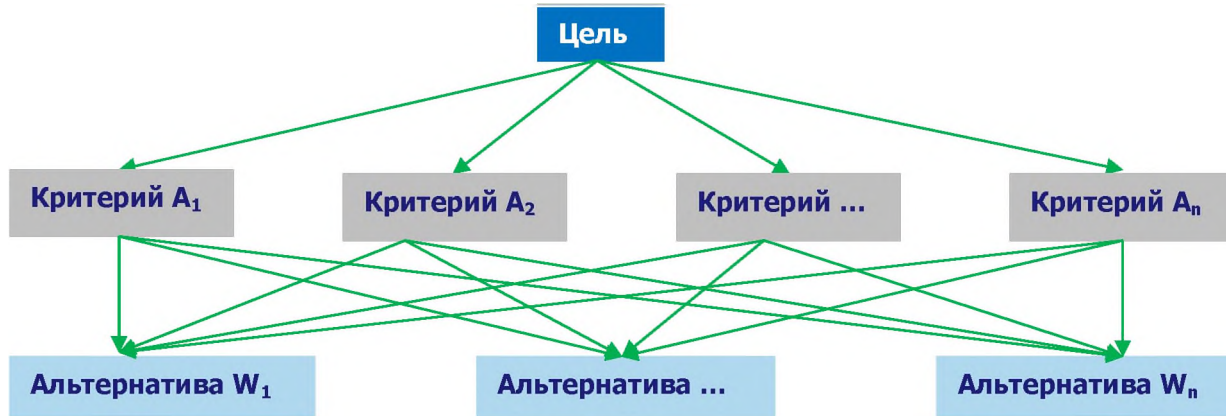 Цель
Критерий A₁
Критерий A₂
Критерий ...
Критерий Aₙ
Альтернатива W₁
Альтернатива ...
Альтернатива Wₙ